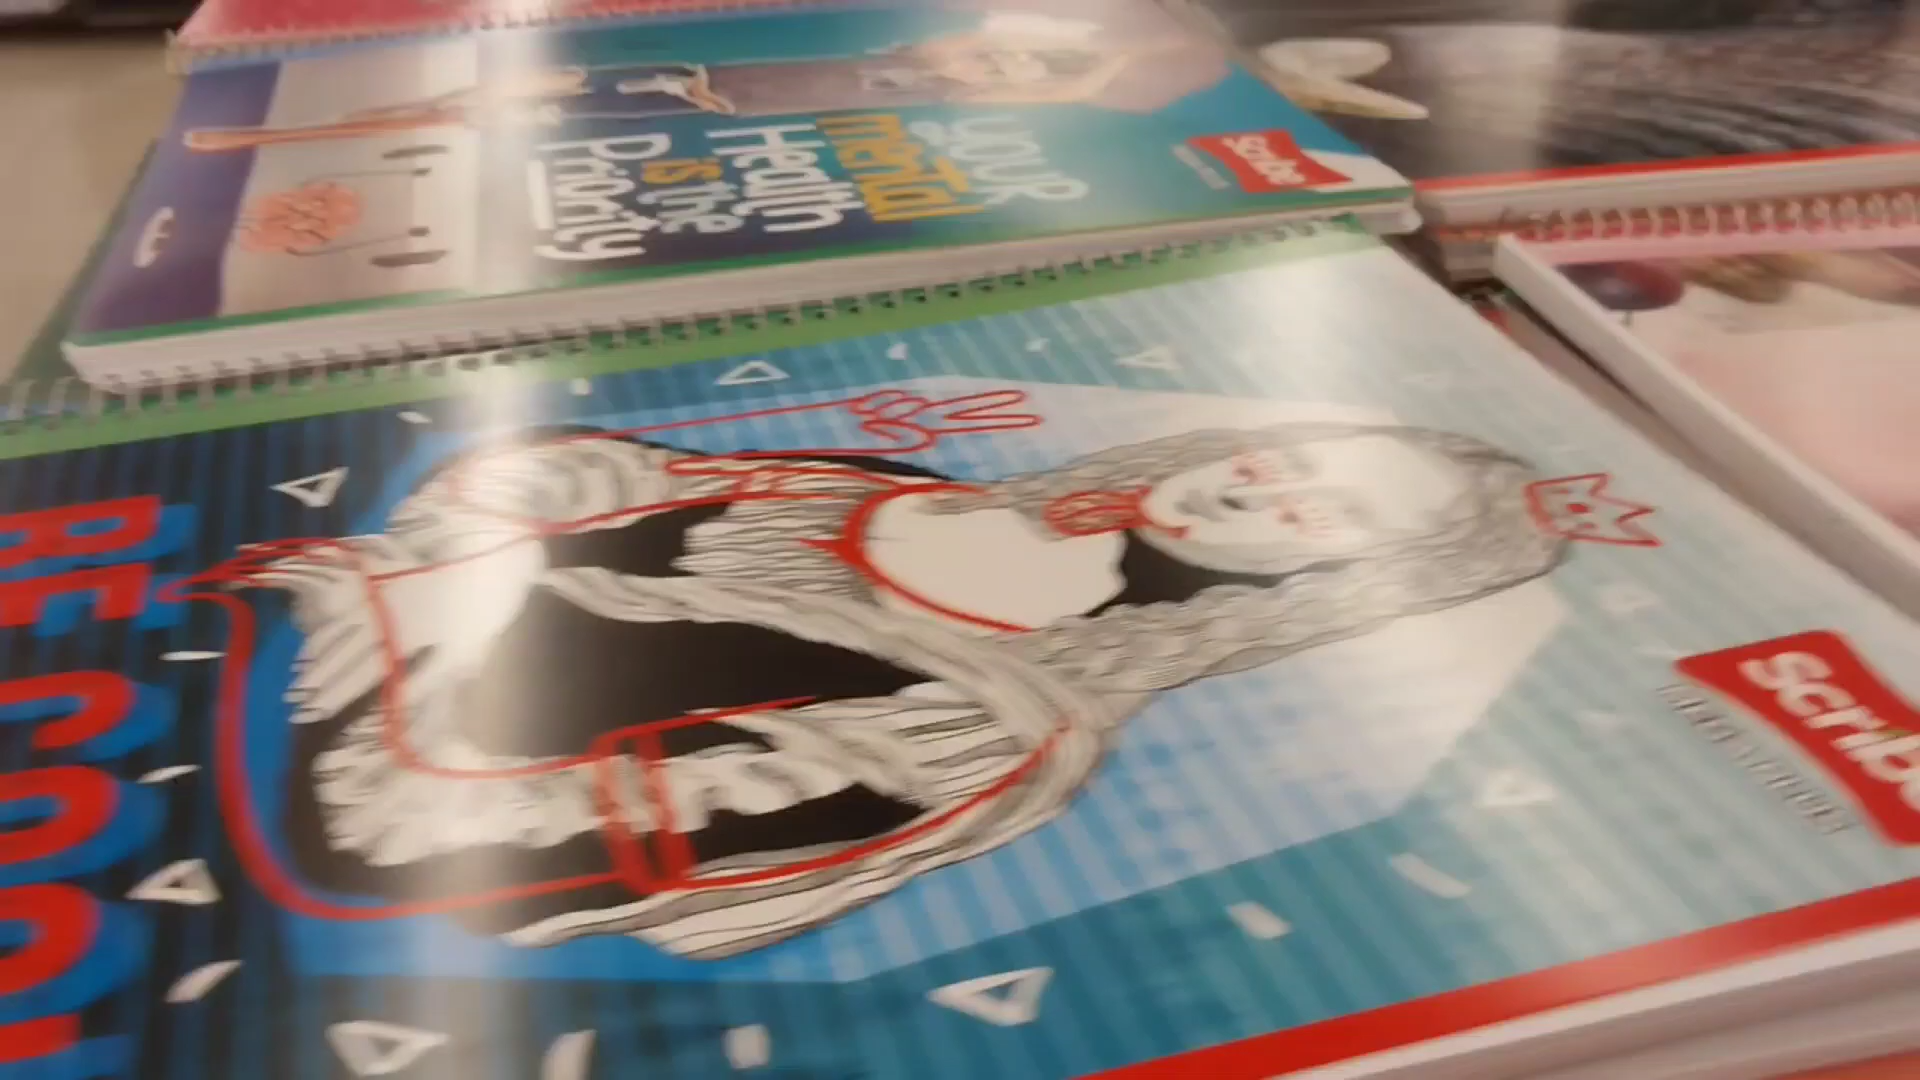 your
mental
Health
is the
Priority
Scribe
Scribe
BE COOL